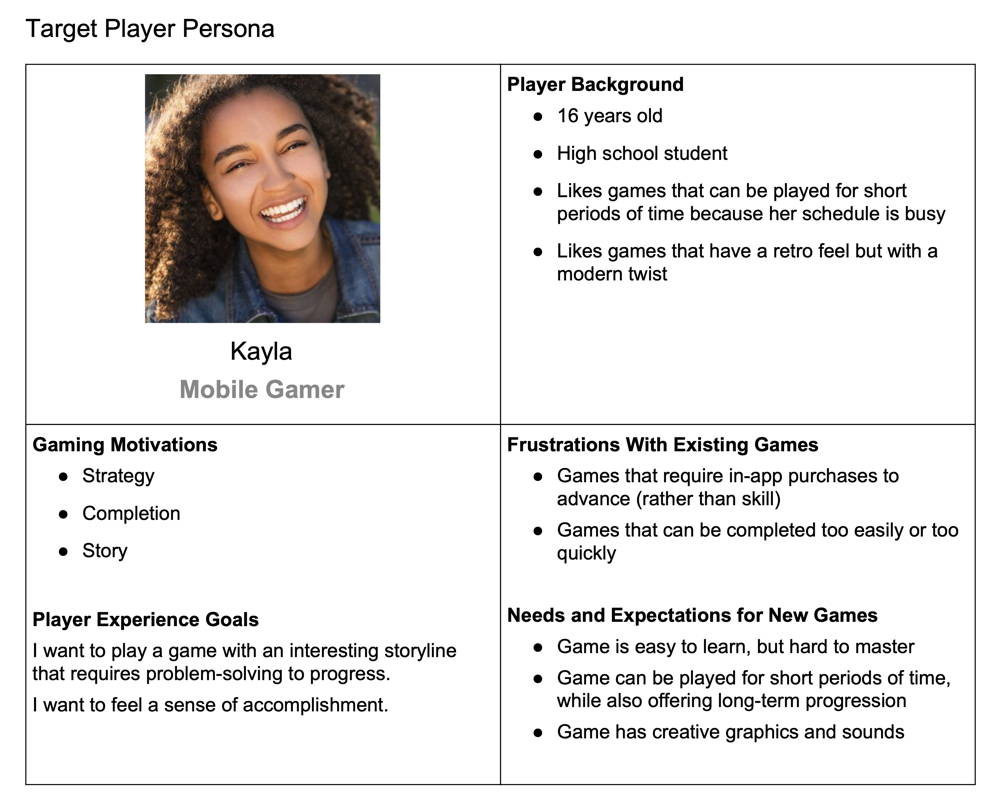 Target Player Persona
Kayla
Mobile Gamer
Player Background
● 16 years old
● High school student
● Likes games that can be played for short
periods of time because her schedule is busy
● Likes games that have a retro feel but with a
modern twist
Gaming Motivations
● Strategy
● Completion
● Story
Player Experience Goals
I want to play a game with an interesting storyline
that requires problem-solving to progress.
I want to feel a sense of accomplishment.
Frustrations With Existing Games
● Games that require in-app purchases to
advance (rather than skill)
● Games that can be completed too easily or too
quickly
Needs and Expectations for New Games
● Game is easy to learn, but hard to master
● Game can be played for short periods of time,
while also offering long-term progression
● Game has creative graphics and sounds